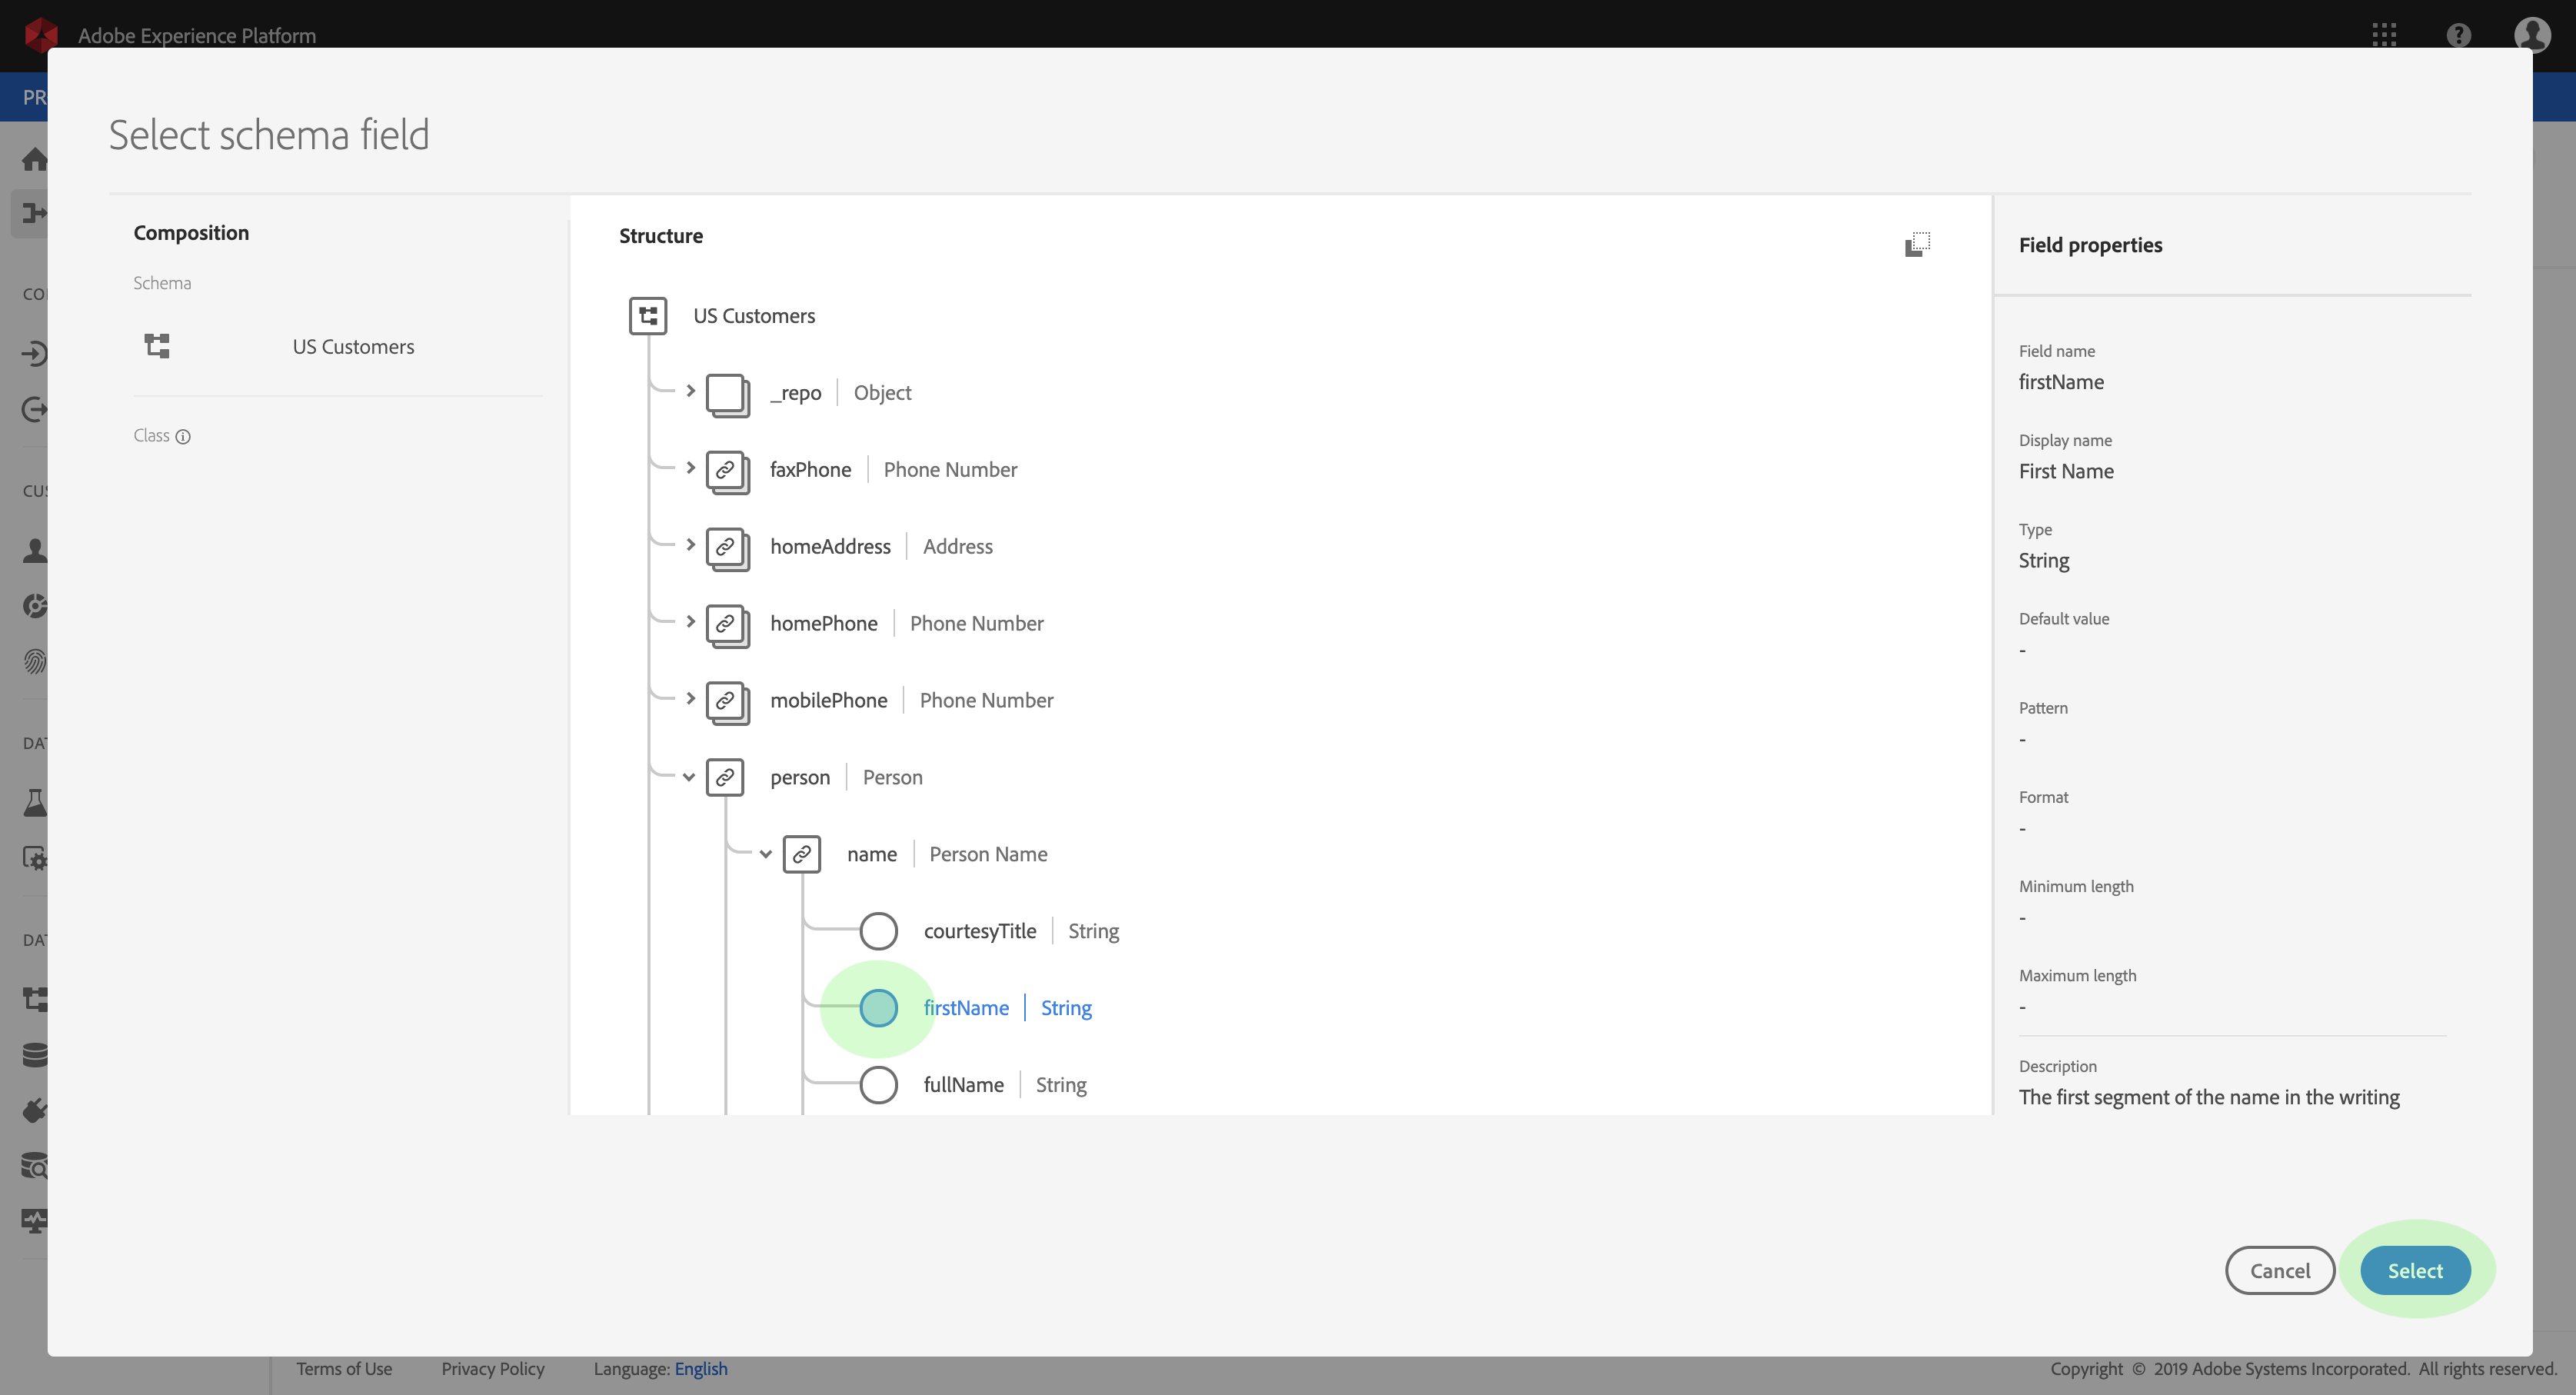 Adobe Experience Platform
PR
Select schema field
Composition
Schema
US Customers
Class
Structure
US Customers
_repo | Object
faxPhone | Phone Number
homeAddress | Address
homePhone | Phone Number
mobilePhone | Phone Number
person | Person
name | Person Name
courtesyTitle | String
firstName | String
fullName | String
Field properties
Field name
firstName
Display name
First Name
Type
String
Default value
-
Pattern
-
Format
-
Minimum length
-
Maximum length
-
Description
The first segment of the name in the writing
Cancel
Select
CO
CUS
DAT
DAT
Terms of Use
Privacy Policy
Language: English
Copyright © 2019 Adobe Systems Incorporated. All rights reserved.